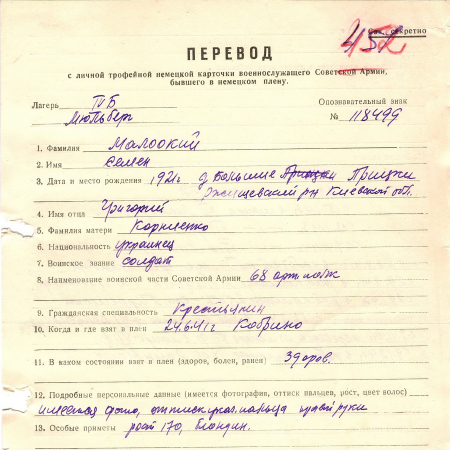 Сов. секретно
452
ПЕРЕВОД
с личной трофейной немецкой карточки военнослужащего Советской Армии,
бывшего в немецком плену.
Лагерь IV Б Опознавательный знак
Мюльберг № 118499
1. Фамилия Малоокий
2. Имя Семен
3. Дата и место рождения 1921г д. Большие Прицки
Ржищевский р-н Киевской обл.
4. Имя отца Григорий
5. Фамилия матери Корниенко
6. Национальность украинец
7. Воинское звание солдат
8. Наименование воинской части Советской Армии 68 арт. полк
9. Гражданская специальность Крестьянин
10. Когда и где взят в плен 24.6.41г Кобрино
11. В каком состоянии взят в плен (здоров, болен, ранен) Здоров.
12. Подробные персональные данные (имеется фотография, оттиск пальцев, рост, цвет волос)
имеется фото, оттиск указ. пальца руки
13. Особые приметы рост 170, блондин.